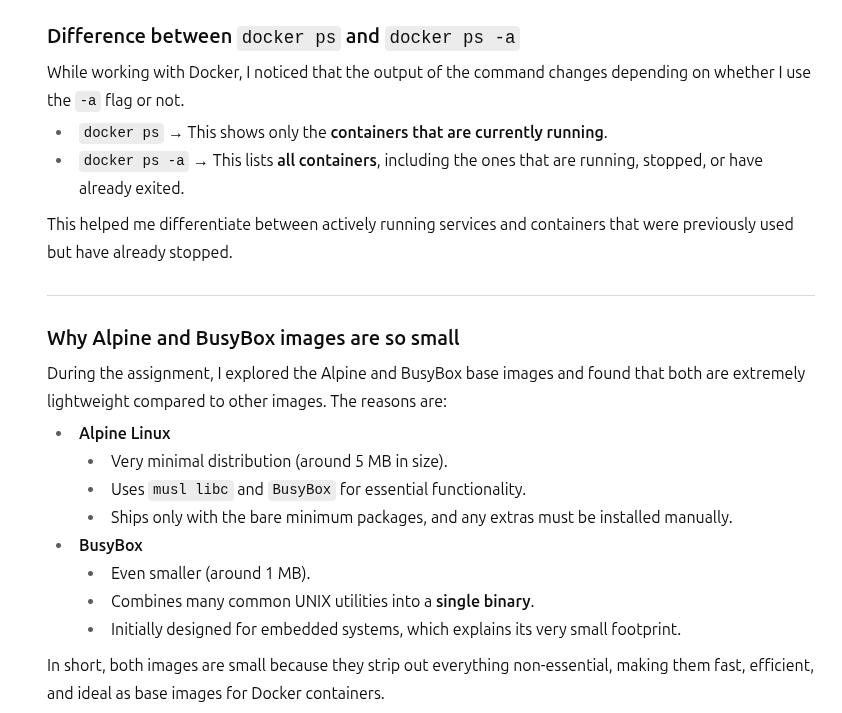 Difference between docker ps and docker ps -a
While working with Docker, I noticed that the output of the command changes depending on whether I use
the -a flag or not.
• docker ps → This shows only the containers that are currently running.
• docker ps -a → This lists all containers, including the ones that are running, stopped, or have
already exited.
This helped me differentiate between actively running services and containers that were previously used
but have already stopped.
Why Alpine and BusyBox images are so small
During the assignment, I explored the Alpine and BusyBox base images and found that both are extremely
lightweight compared to other images. The reasons are:
• Alpine Linux
• Very minimal distribution (around 5 MB in size).
• Uses musl libc and BusyBox for essential functionality.
• Ships only with the bare minimum packages, and any extras must be installed manually.
• BusyBox
• Even smaller (around 1 MB).
• Combines many common UNIX utilities into a single binary.
• Initially designed for embedded systems, which explains its very small footprint.
In short, both images are small because they strip out everything non-essential, making them fast, efficient,
and ideal as base images for Docker containers.